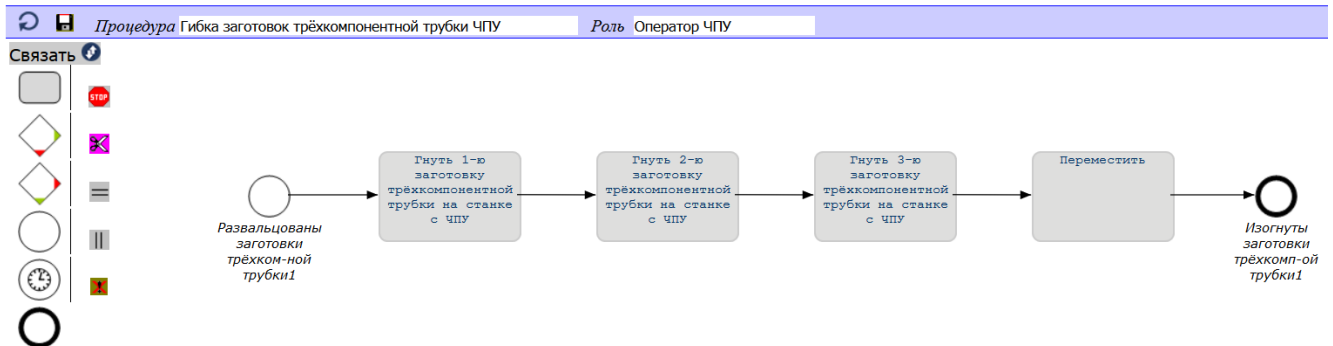 Процедура Гибка заготовок трёхкомпонентной трубки ЧПУ Роль Оператор ЧПУ
Связать
STOP
Гнуть 1-ю
заготовку
трёхкомпонентной
трубки на станке
с ЧПУ
Гнуть 2-ю
заготовку
трёхкомпонентной
трубки на станке
с ЧПУ
Гнуть 3-ю
заготовку
трёхкомпонентной
трубки на станке
с ЧПУ
Переместить
Развальцованы
заготовки
трёхком-ной
трубки1
Изогнуты
заготовки
трёхкомп-ой
трубки1